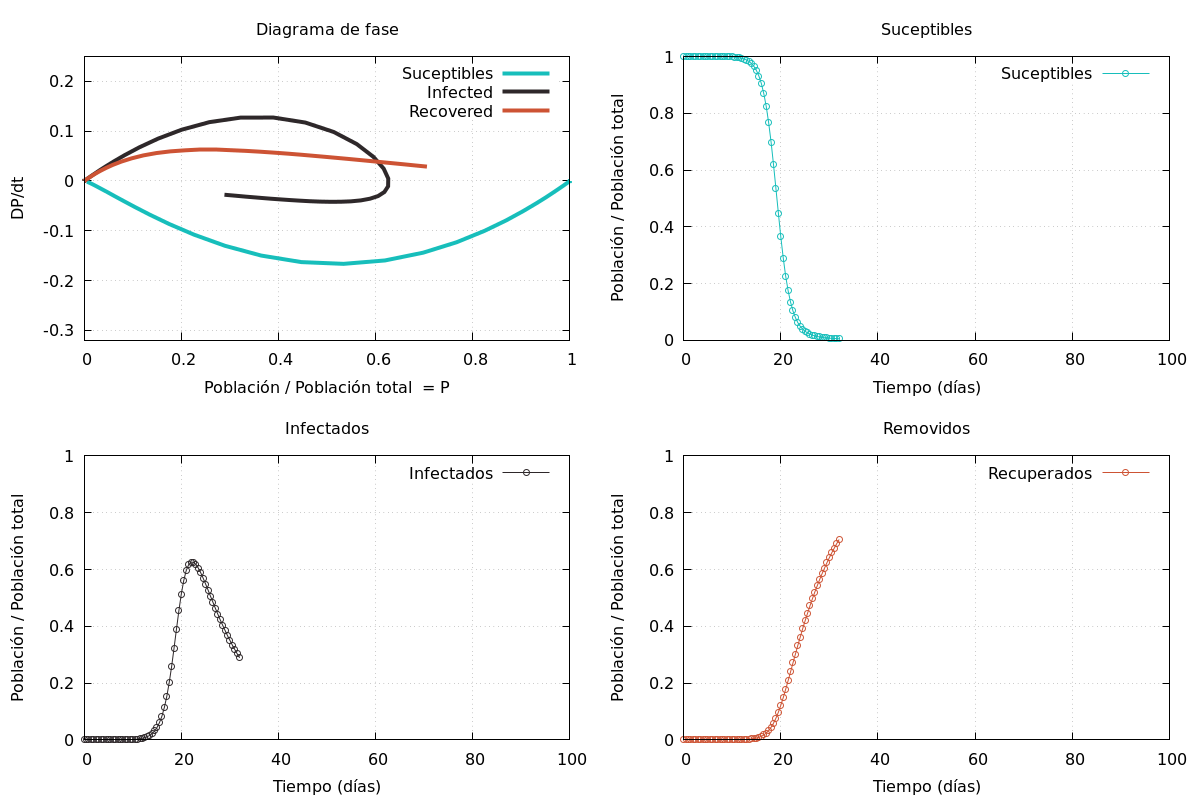 Diagrama de fase
Suceptibles
Infected
Recovered
0.2
0.1
0
-0.1
-0.2
-0.3
DP/dt
0 0.2 0.4 0.6 0.8 1
Población / Población total = P
Suceptibles
Suceptibles
1
0.8
0.6
0.4
0.2
0
Población / Población total
0 20 40 60 80 100
Tiempo (días)
Infectados
Infectados
1
0.8
0.6
0.4
0.2
0
Población / Población total
0 20 40 60 80 100
Tiempo (días)
Removidos
Recuperados
1
0.8
0.6
0.4
0.2
0
Población / Población total
0 20 40 60 80 100
Tiempo (días)